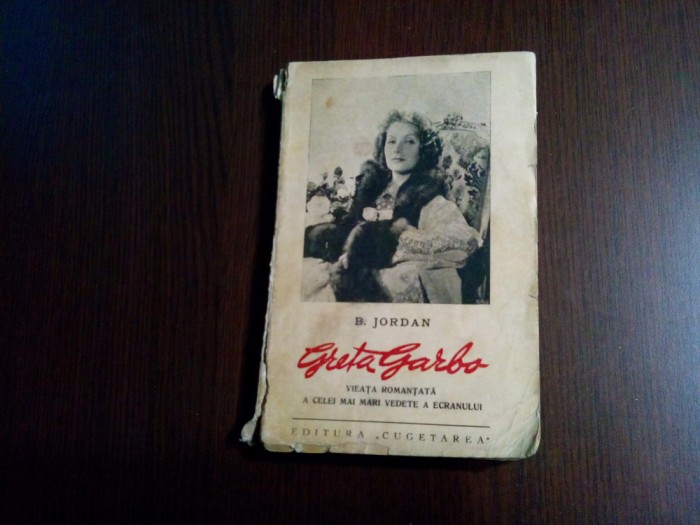 B. JORDAN
Greta Garbo
VIEAȚA ROMANȚATĂ
A CELEI MAI MARI VEDETE A ECRANULUI
EDITURA „CUGETAREA"